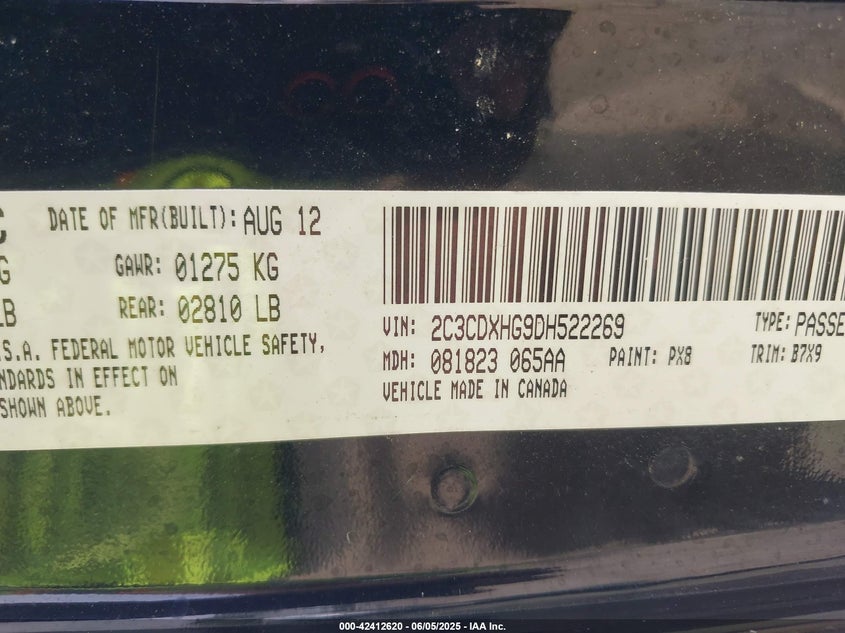 C DATE OF MFR(BUILT): AUG 12
G GAWR: 01275 KG
LB REAR: 02810 LB
.S.A. FEDERAL MOTOR VEHICLE SAFETY,
NDARDS IN EFFECT ON
SHOWN ABOVE.
VIN: 2C3CDXHG9DH522269 TYPE: PASSE
MDH: 081823 065AA PAINT: PX8 TRIM: B7X9
VEHICLE MADE IN CANADA
000-42412620 - 06/05/2025 - IAA Inc.